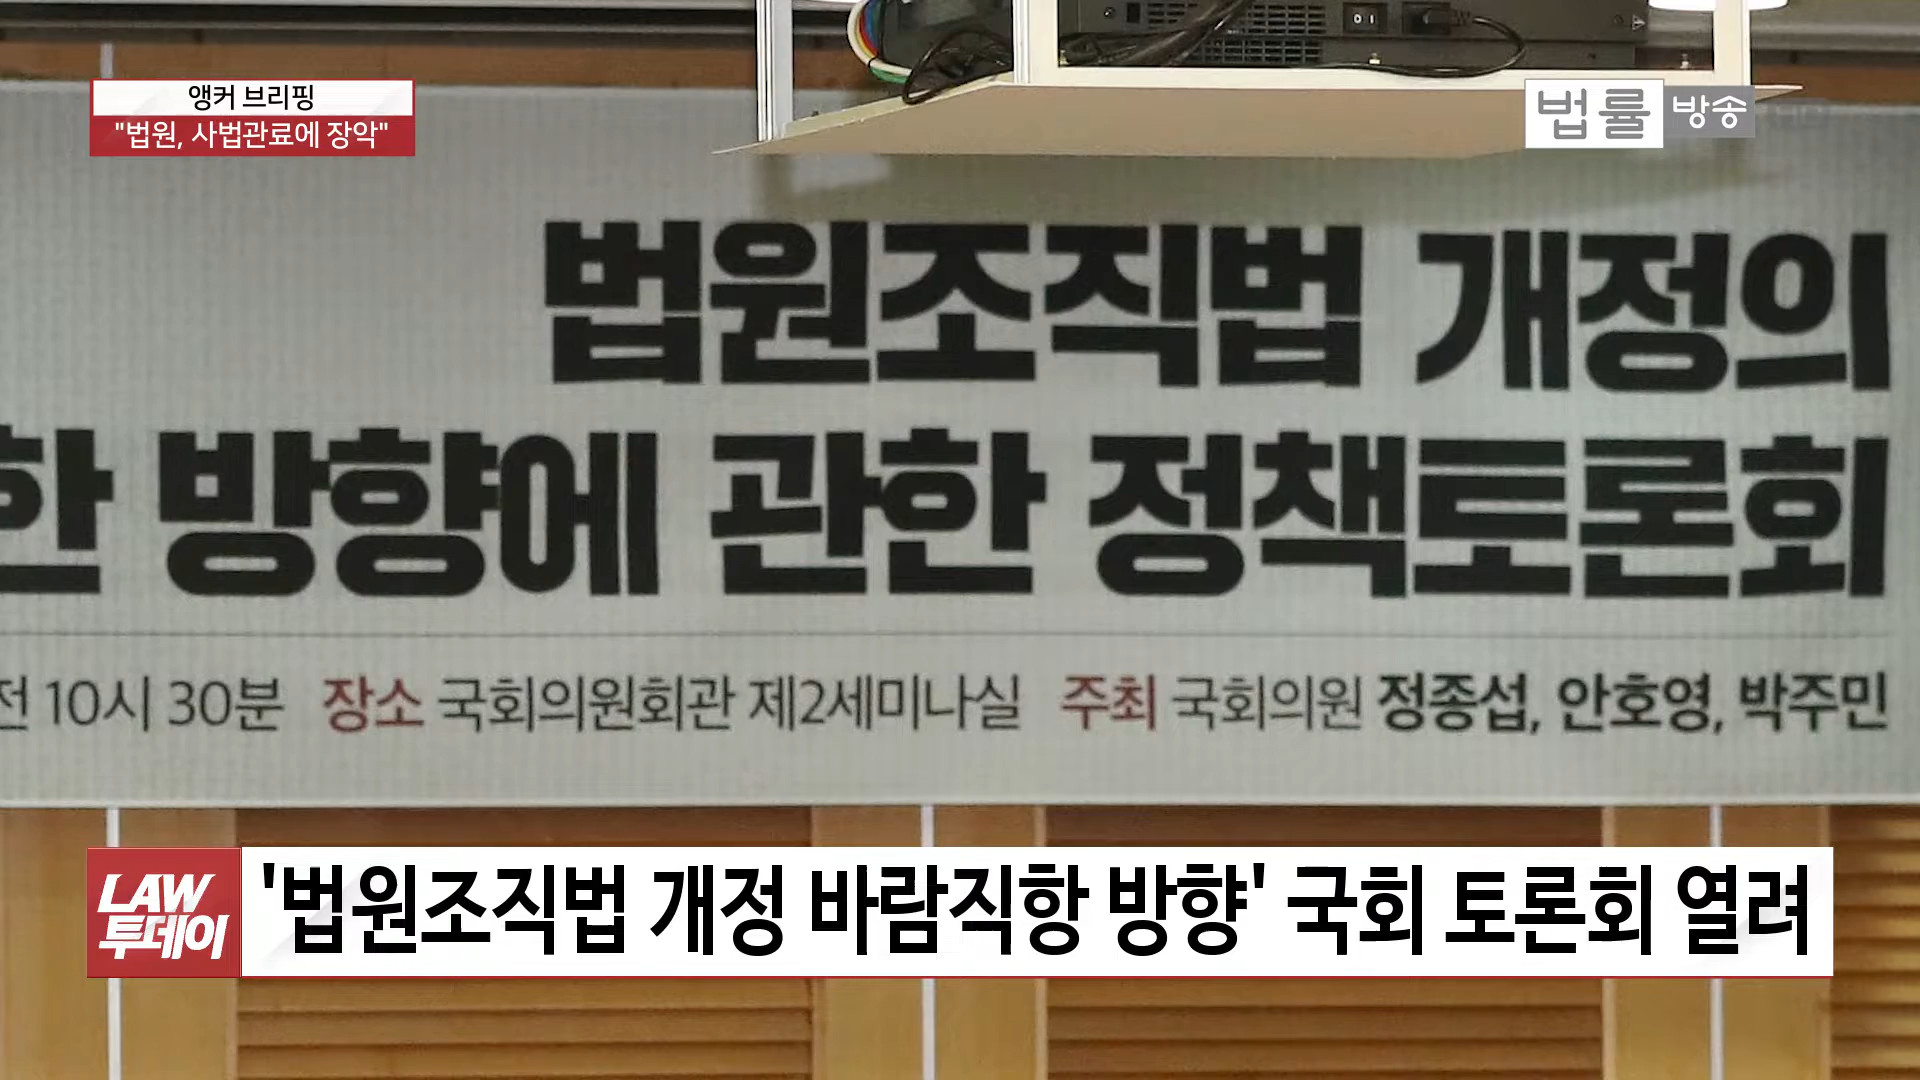 앵커 브리핑
"법원, 사법관료에 장악"
법률방송
법원조직법 개정의
한 방향에 관한 정책토론회
전 10시 30분 장소 국회의원회관 제2세미나실 주최 국회의원 정종섭, 안호영, 박주민
LAW
투데이
'법원조직법 개정 바람직항 방향' 국회 토론회 열려